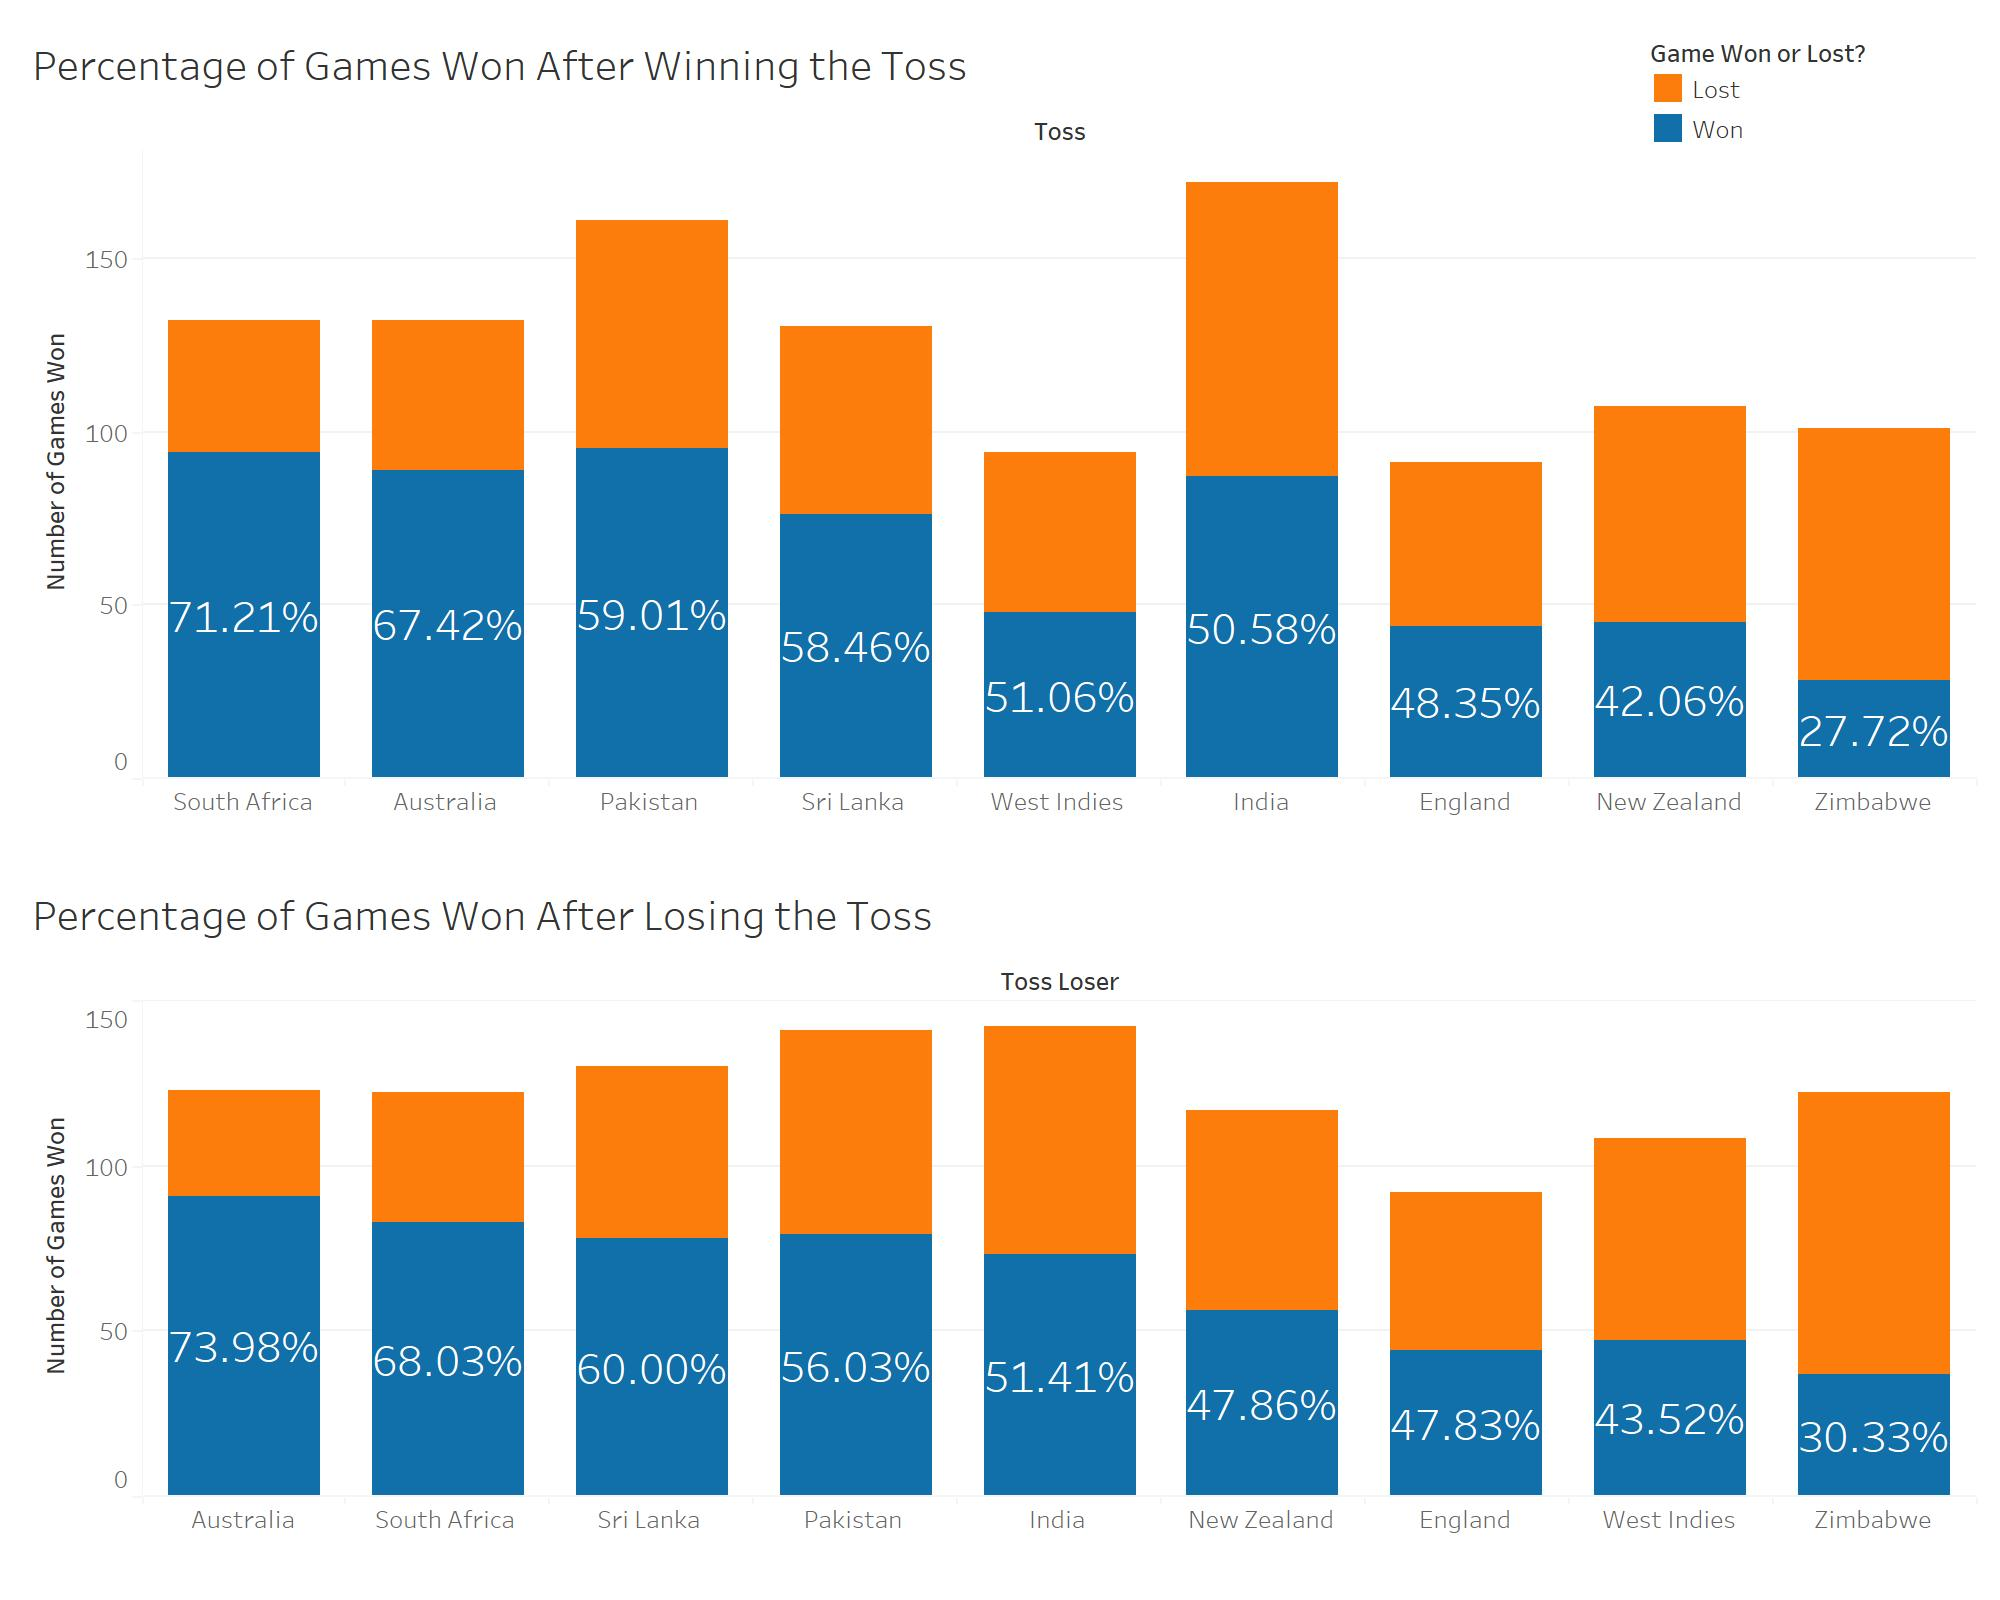 Percentage of Games Won After Winning the Toss
Game Won or Lost?
Lost
Won
Toss
Number of Games Won
150
100
50
0
71.21%
67.42%
59.01%
58.46%
51.06%
50.58%
48.35%
42.06%
27.72%
South Africa
Australia
Pakistan
Sri Lanka
West Indies
India
England
New Zealand
Zimbabwe
Percentage of Games Won After Losing the Toss
Toss Loser
Number of Games Won
150
100
50
0
73.98%
68.03%
60.00%
56.03%
51.41%
47.86%
47.83%
43.52%
30.33%
Australia
South Africa
Sri Lanka
Pakistan
India
New Zealand
England
West Indies
Zimbabwe